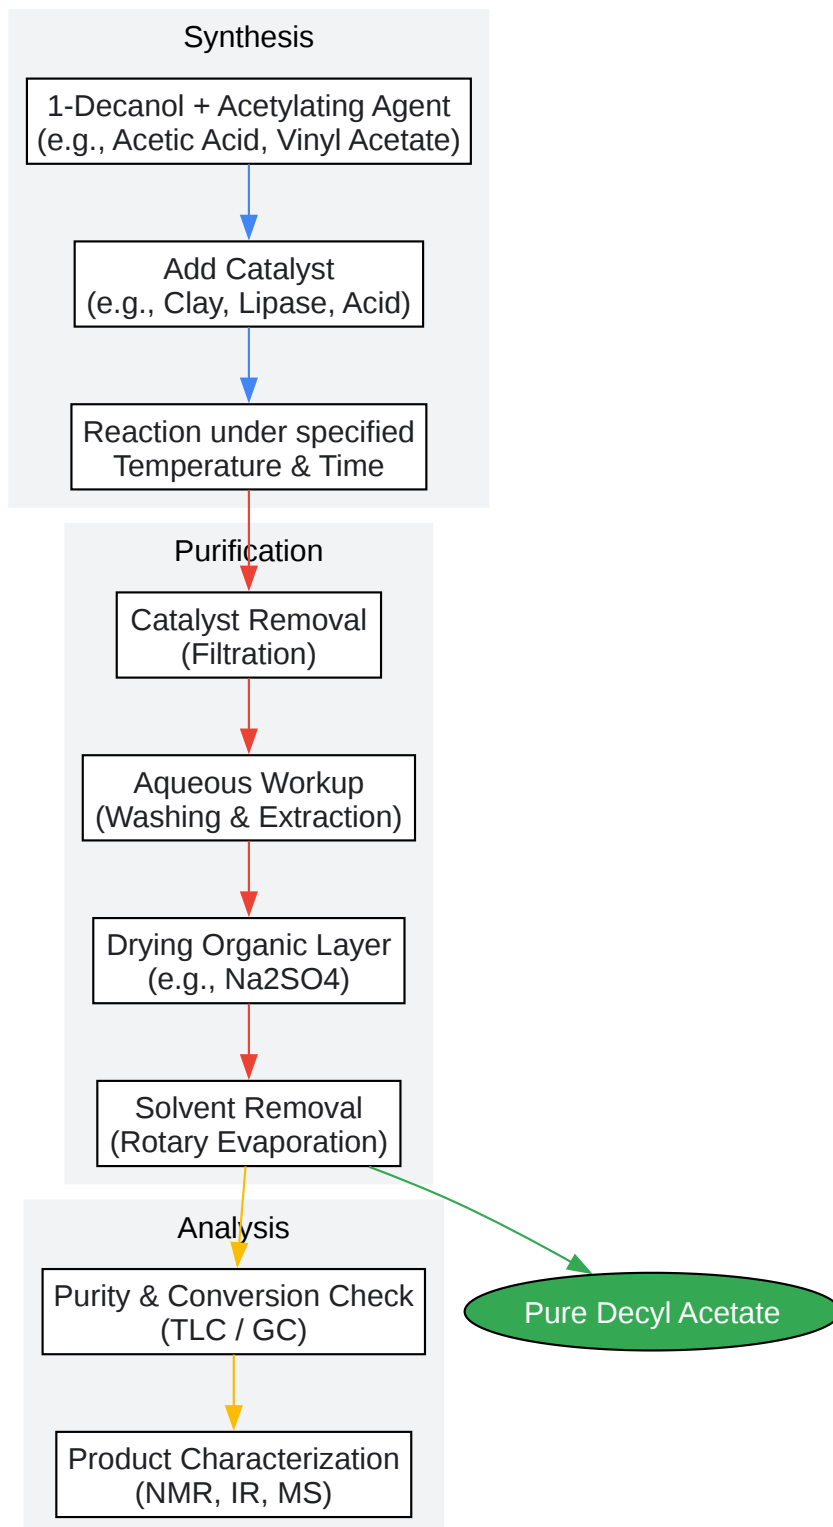 Synthesis
1-Decanol + Acetylating Agent
(e.g., Acetic Acid, Vinyl Acetate)
Add Catalyst
(e.g., Clay, Lipase, Acid)
Reaction under specified
Temperature & Time
Purification
Catalyst Removal
(Filtration)
Aqueous Workup
(Washing & Extraction)
Drying Organic Layer
(e.g., Na2SO4)
Solvent Removal
(Rotary Evaporation)
Analysis
Purity & Conversion Check
(TLC / GC)
Pure Decyl Acetate
Product Characterization
(NMR, IR, MS)